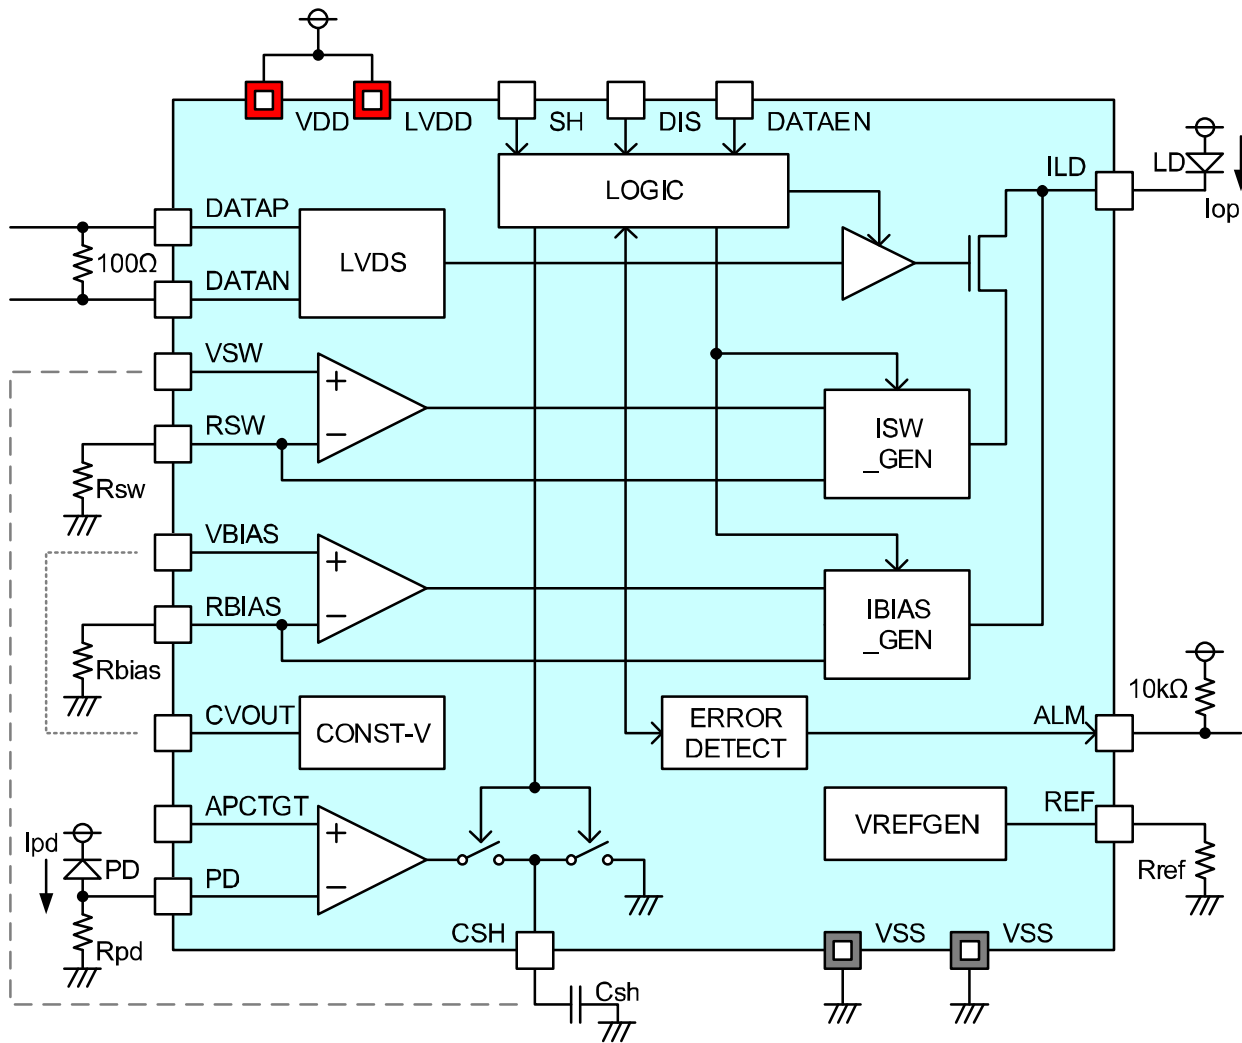 VDD
LVDD
SH
DIS
DATAEN
LOGIC
ILD
LD
Iop
DATAP
100Ω
DATAN
LVDS
VSW
+
RSW
−
Rsw
ISW
_GEN
VBIAS
+
RBIAS
−
Rbias
IBIAS
_GEN
CVOUT
CONST-V
ERROR
DETECT
ALM
10kΩ
APCTGT
+
Ipd
PD
PD
−
Rpd
VREFGEN
REF
Rref
CSH
VSS
VSS
Csh